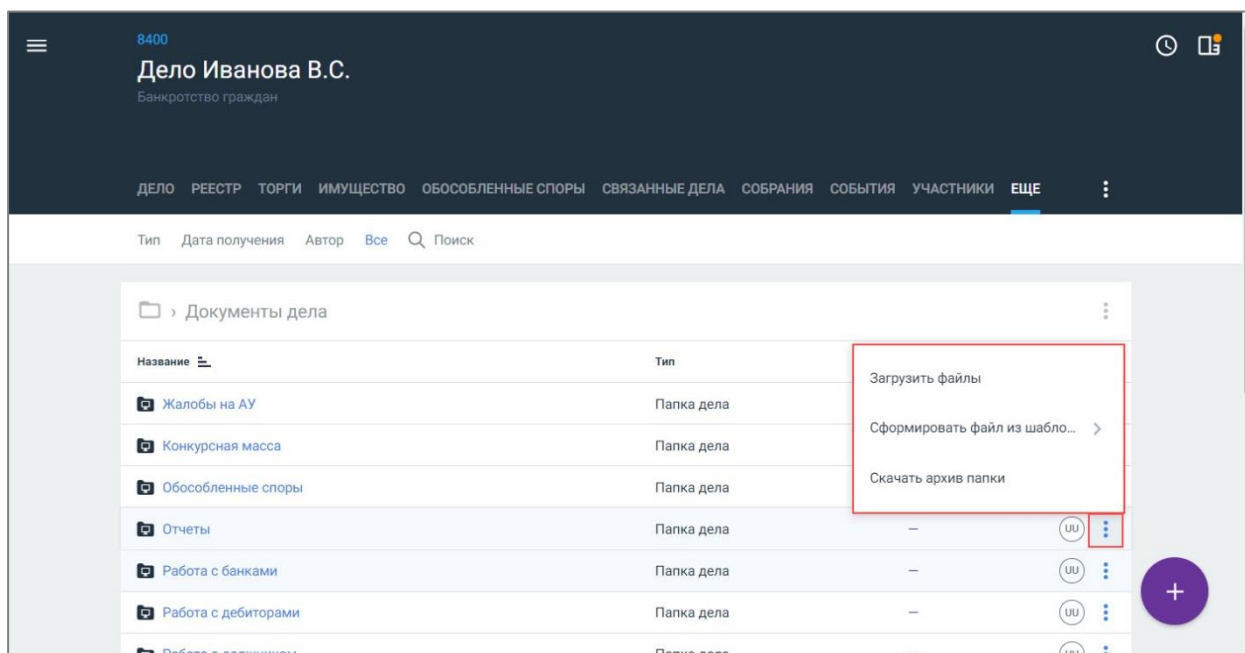 8400
Дело Иванова В.С.
Банкротство граждан
ДЕЛО РЕЕСТР ТОРГИ ИМУЩЕСТВО ОБОСОБЛЕННЫЕ СПОРЫ СВЯЗАННЫЕ ДЕЛА СОБРАНИЯ СОБЫТИЯ УЧАСТНИКИ ЕЩЕ
Тип Дата получения Автор Все Поиск
› Документы дела
Название Тип
Загрузить файлы
Жалобы на АУ Папка дела
Сформировать файл из шабло...
Конкурсная масса Папка дела
Скачать архив папки
Обособленные споры Папка дела
Отчеты Папка дела – UU
Работа с банками Папка дела – UU
Работа с дебиторами Папка дела – UU